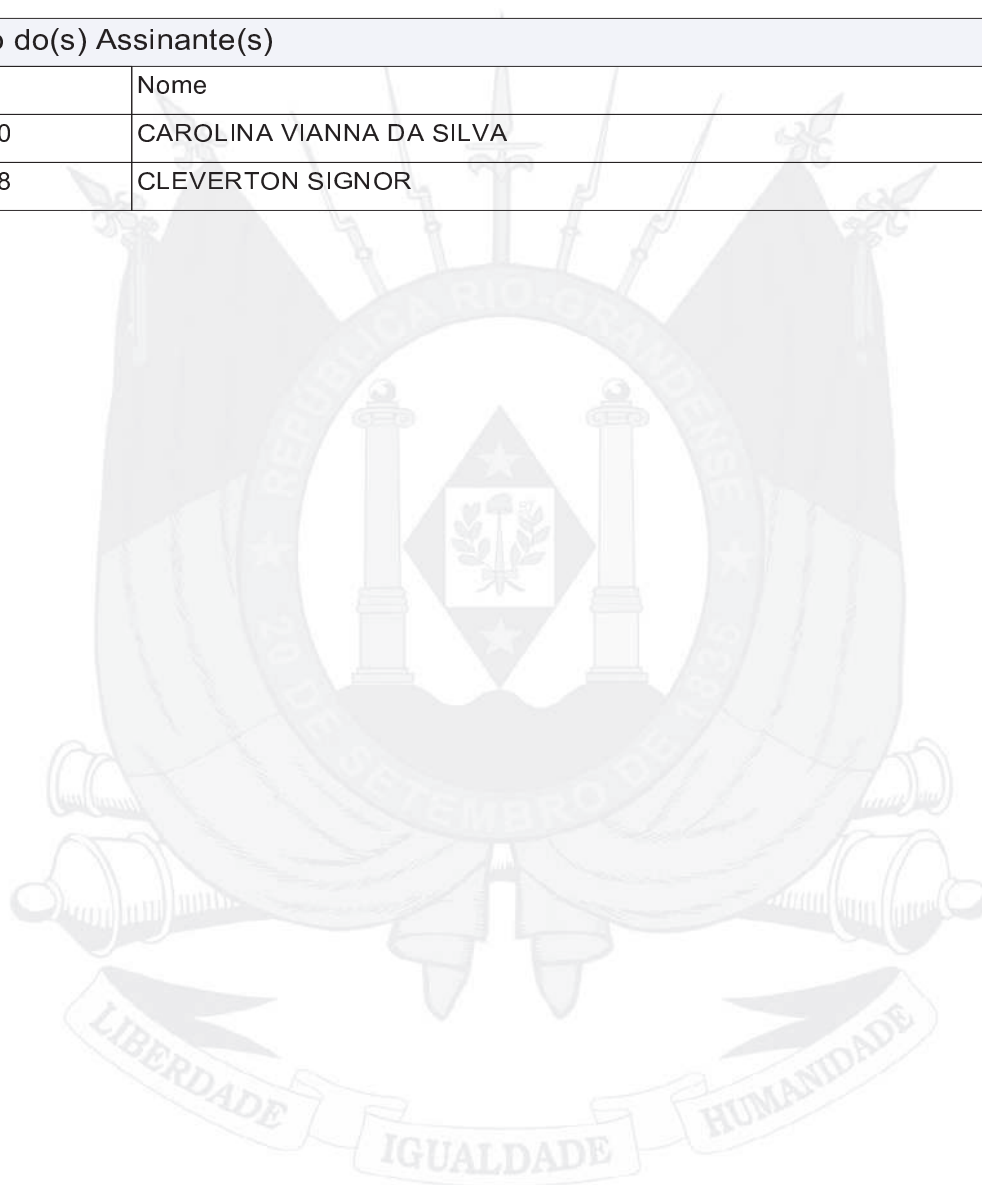 o do(s) Assinante(s)
Nome
0 CAROLINA VIANNA DA SILVA
8 CLEVERTON SIGNOR
REPÚBLICA RIO-GRANDENSE
20 DE SETEMBRO DE 1835
LIBERDADE
IGUALDADE
HUMANIDADE